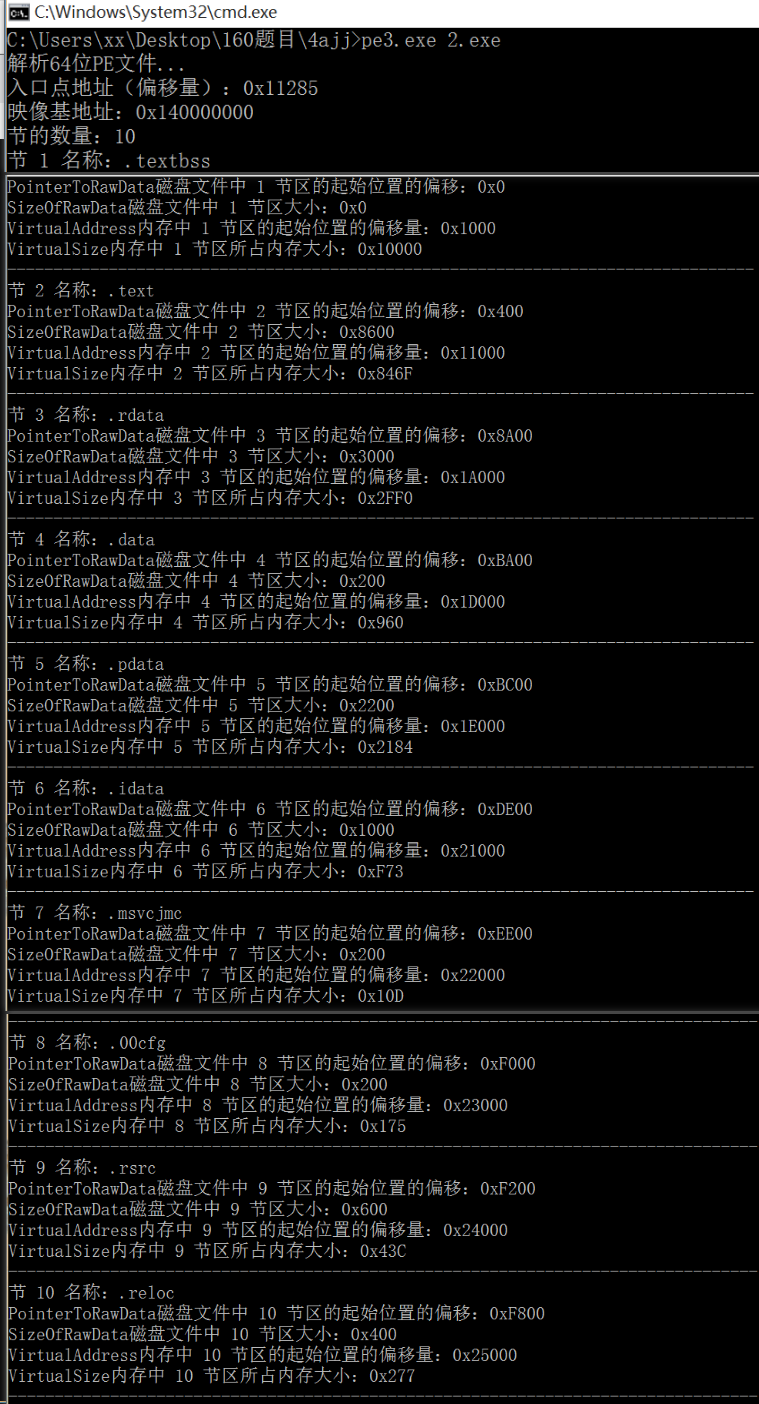 C:\Windows\System32\cmd.exe
C:\Users\xx\Desktop\160题目\4ajj>pe3.exe 2.exe
解析64位PE文件...
入口点地址（偏移量）：0x11285
映像基地址：0x140000000
节的数量：10
节 1 名称：.textbss
PointerToRawData磁盘文件中 1 节区的起始位置的偏移：0x0
SizeOfRawData磁盘文件中 1 节区大小：0x0
VirtualAddress内存中 1 节区的起始位置的偏移量：0x1000
VirtualSize内存中 1 节区所占内存大小：0x10000
节 2 名称：.text
PointerToRawData磁盘文件中 2 节区的起始位置的偏移：0x400
SizeOfRawData磁盘文件中 2 节区大小：0x8600
VirtualAddress内存中 2 节区的起始位置的偏移量：0x11000
VirtualSize内存中 2 节区所占内存大小：0x846F
节 3 名称：.rdata
PointerToRawData磁盘文件中 3 节区的起始位置的偏移：0x8A00
SizeOfRawData磁盘文件中 3 节区大小：0x3000
VirtualAddress内存中 3 节区的起始位置的偏移量：0x1A000
VirtualSize内存中 3 节区所占内存大小：0x2FF0
节 4 名称：.data
PointerToRawData磁盘文件中 4 节区的起始位置的偏移：0xBA00
SizeOfRawData磁盘文件中 4 节区大小：0x200
VirtualAddress内存中 4 节区的起始位置的偏移量：0x1D000
VirtualSize内存中 4 节区所占内存大小：0x960
节 5 名称：.pdata
PointerToRawData磁盘文件中 5 节区的起始位置的偏移：0xBC00
SizeOfRawData磁盘文件中 5 节区大小：0x2200
VirtualAddress内存中 5 节区的起始位置的偏移量：0x1E000
VirtualSize内存中 5 节区所占内存大小：0x2184
节 6 名称：.idata
PointerToRawData磁盘文件中 6 节区的起始位置的偏移：0xDE00
SizeOfRawData磁盘文件中 6 节区大小：0x1000
VirtualAddress内存中 6 节区的起始位置的偏移量：0x21000
VirtualSize内存中 6 节区所占内存大小：0xF73
节 7 名称：.msvcjmc
PointerToRawData磁盘文件中 7 节区的起始位置的偏移：0xEE00
SizeOfRawData磁盘文件中 7 节区大小：0x200
VirtualAddress内存中 7 节区的起始位置的偏移量：0x22000
VirtualSize内存中 7 节区所占内存大小：0x10D
节 8 名称：.00cfg
PointerToRawData磁盘文件中 8 节区的起始位置的偏移：0xF000
SizeOfRawData磁盘文件中 8 节区大小：0x200
VirtualAddress内存中 8 节区的起始位置的偏移量：0x23000
VirtualSize内存中 8 节区所占内存大小：0x175
节 9 名称：.rsrc
PointerToRawData磁盘文件中 9 节区的起始位置的偏移：0xF200
SizeOfRawData磁盘文件中 9 节区大小：0x600
VirtualAddress内存中 9 节区的起始位置的偏移量：0x24000
VirtualSize内存中 9 节区所占内存大小：0x43C
节 10 名称：.reloc
PointerToRawData磁盘文件中 10 节区的起始位置的偏移：0xF800
SizeOfRawData磁盘文件中 10 节区大小：0x400
VirtualAddress内存中 10 节区的起始位置的偏移量：0x25000
VirtualSize内存中 10 节区所占内存大小：0x277